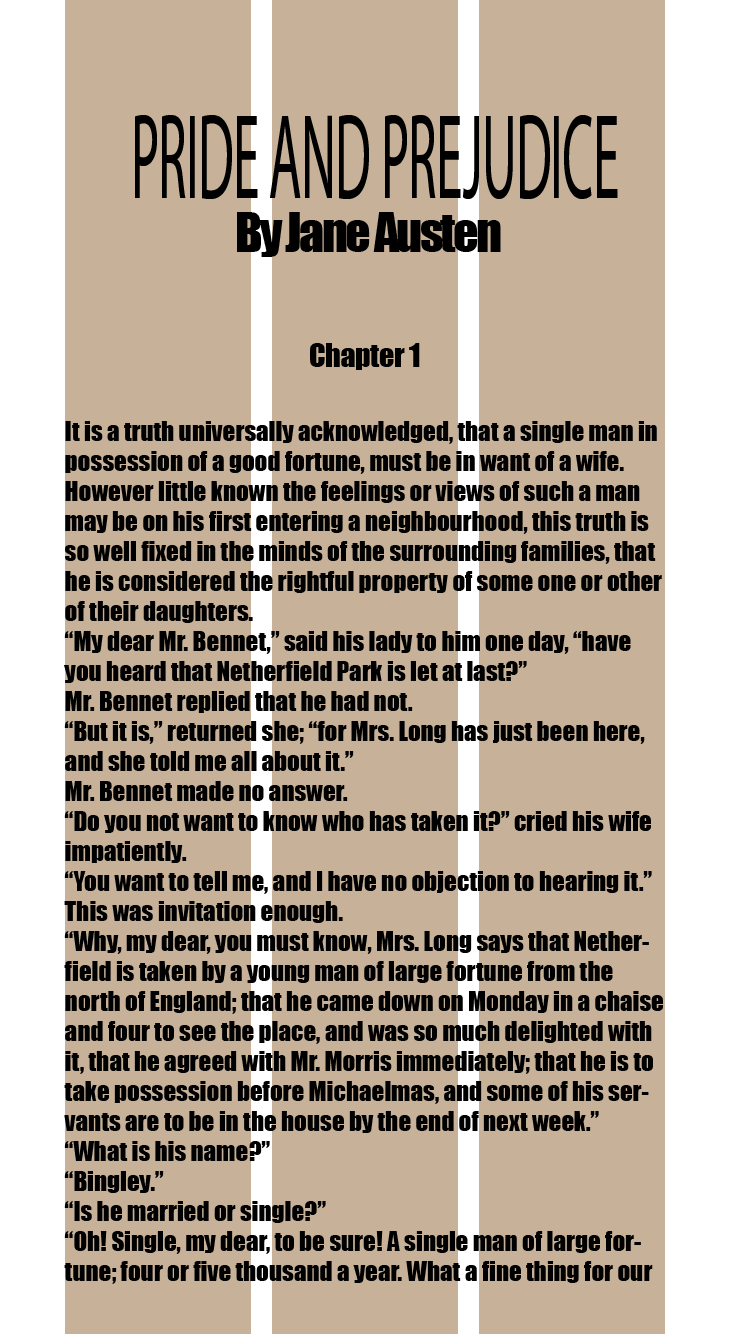 PRIDE AND PREJUDICE
By Jane Austen
Chapter 1
It is a truth universally acknowledged, that a single man in
possession of a good fortune, must be in want of a wife.
However little known the feelings or views of such a man
may be on his first entering a neighbourhood, this truth is
so well fixed in the minds of the surrounding families, that
he is considered the rightful property of some one or other
of their daughters.
“My dear Mr. Bennet,” said his lady to him one day, “have
you heard that Netherfield Park is let at last?”
Mr. Bennet replied that he had not.
“But it is,” returned she; “for Mrs. Long has just been here,
and she told me all about it.”
Mr. Bennet made no answer.
“Do you not want to know who has taken it?” cried his wife
impatiently.
“You want to tell me, and I have no objection to hearing it.”
This was invitation enough.
“Why, my dear, you must know, Mrs. Long says that Nether-
field is taken by a young man of large fortune from the
north of England; that he came down on Monday in a chaise
and four to see the place, and was so much delighted with
it, that he agreed with Mr. Morris immediately; that he is to
take possession before Michaelmas, and some of his ser-
vants are to be in the house by the end of next week.”
“What is his name?”
“Bingley.”
“Is he married or single?”
“Oh! Single, my dear, to be sure! A single man of large for-
tune; four or five thousand a year. What a fine thing for our